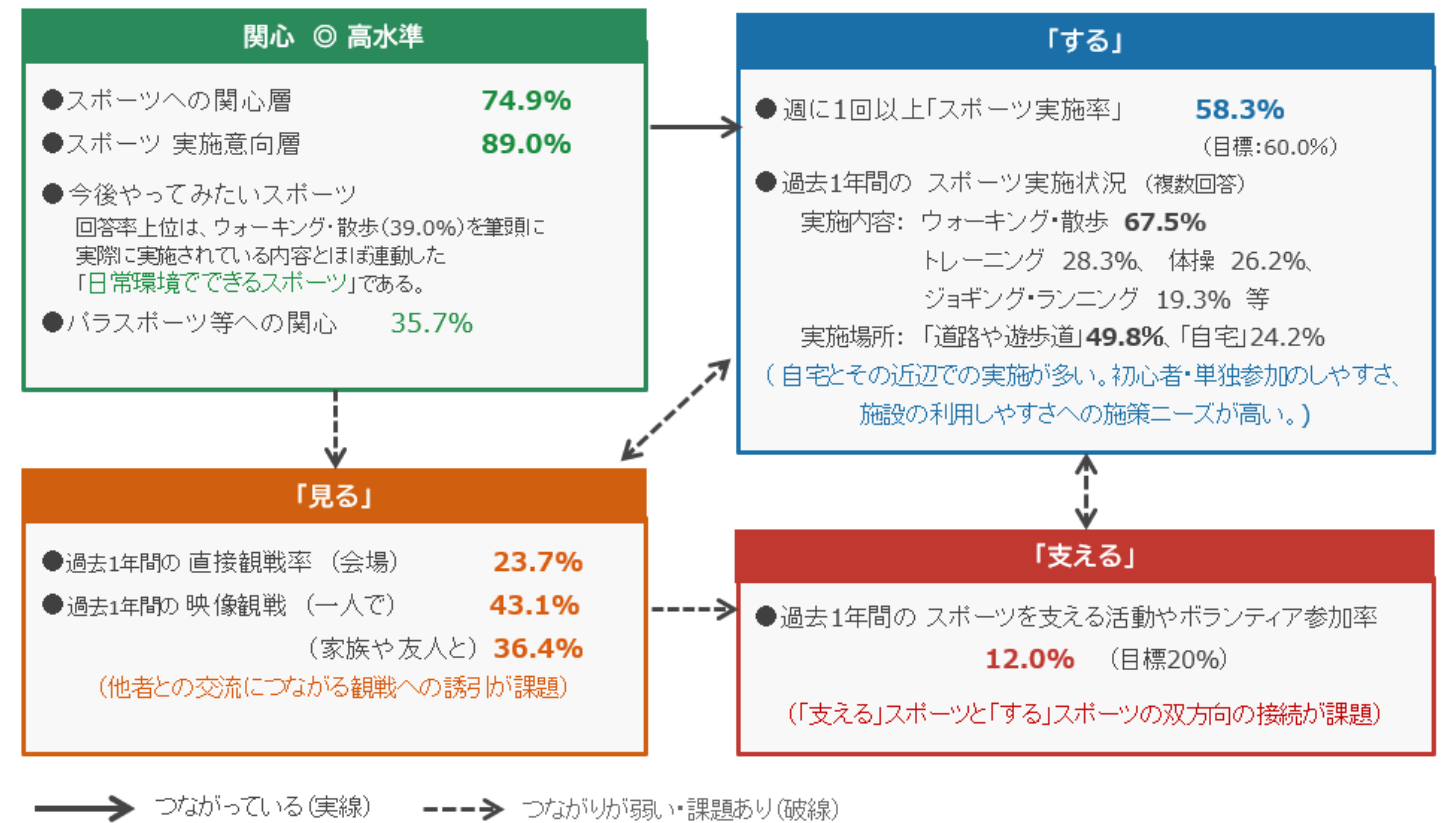 関心 ◎ 高水準
●スポーツへの関心層 74.9%
●スポーツ 実施意向層 89.0%
●今後やってみたいスポーツ
回答率上位は、ウォーキング・散歩(39.0%)を筆頭に
実際に実施されている内容とほぼ連動した
「日常環境でできるスポーツ」である。
●パラスポーツ等への関心 35.7%
「する」
●週に1回以上「スポーツ実施率」 58.3%
(目標:60.0%)
●過去1年間の スポーツ実施状況 (複数回答)
実施内容: ウォーキング・散歩 67.5%
トレーニング 28.3%、 体操 26.2%、
ジョギング・ランニング 19.3% 等
実施場所: 「道路や遊歩道」49.8%、「自宅」24.2%
( 自宅とその近辺での実施が多い。初心者・単独参加のしやすさ、
施設の利用しやすさへの施策ニーズが高い。)
「見る」
●過去1年間の 直接観戦率 (会場) 23.7%
●過去1年間の 映像観戦 (一人で) 43.1%
(家族や友人と) 36.4%
(他者との交流につながる観戦への誘引が課題)
「支える」
●過去1年間の スポーツを支える活動やボランティア参加率
12.0% (目標20%)
(「支える」スポーツと「する」スポーツの双方向の接続が課題)
つながっている(実線) つながりが弱い・課題あり(破線)